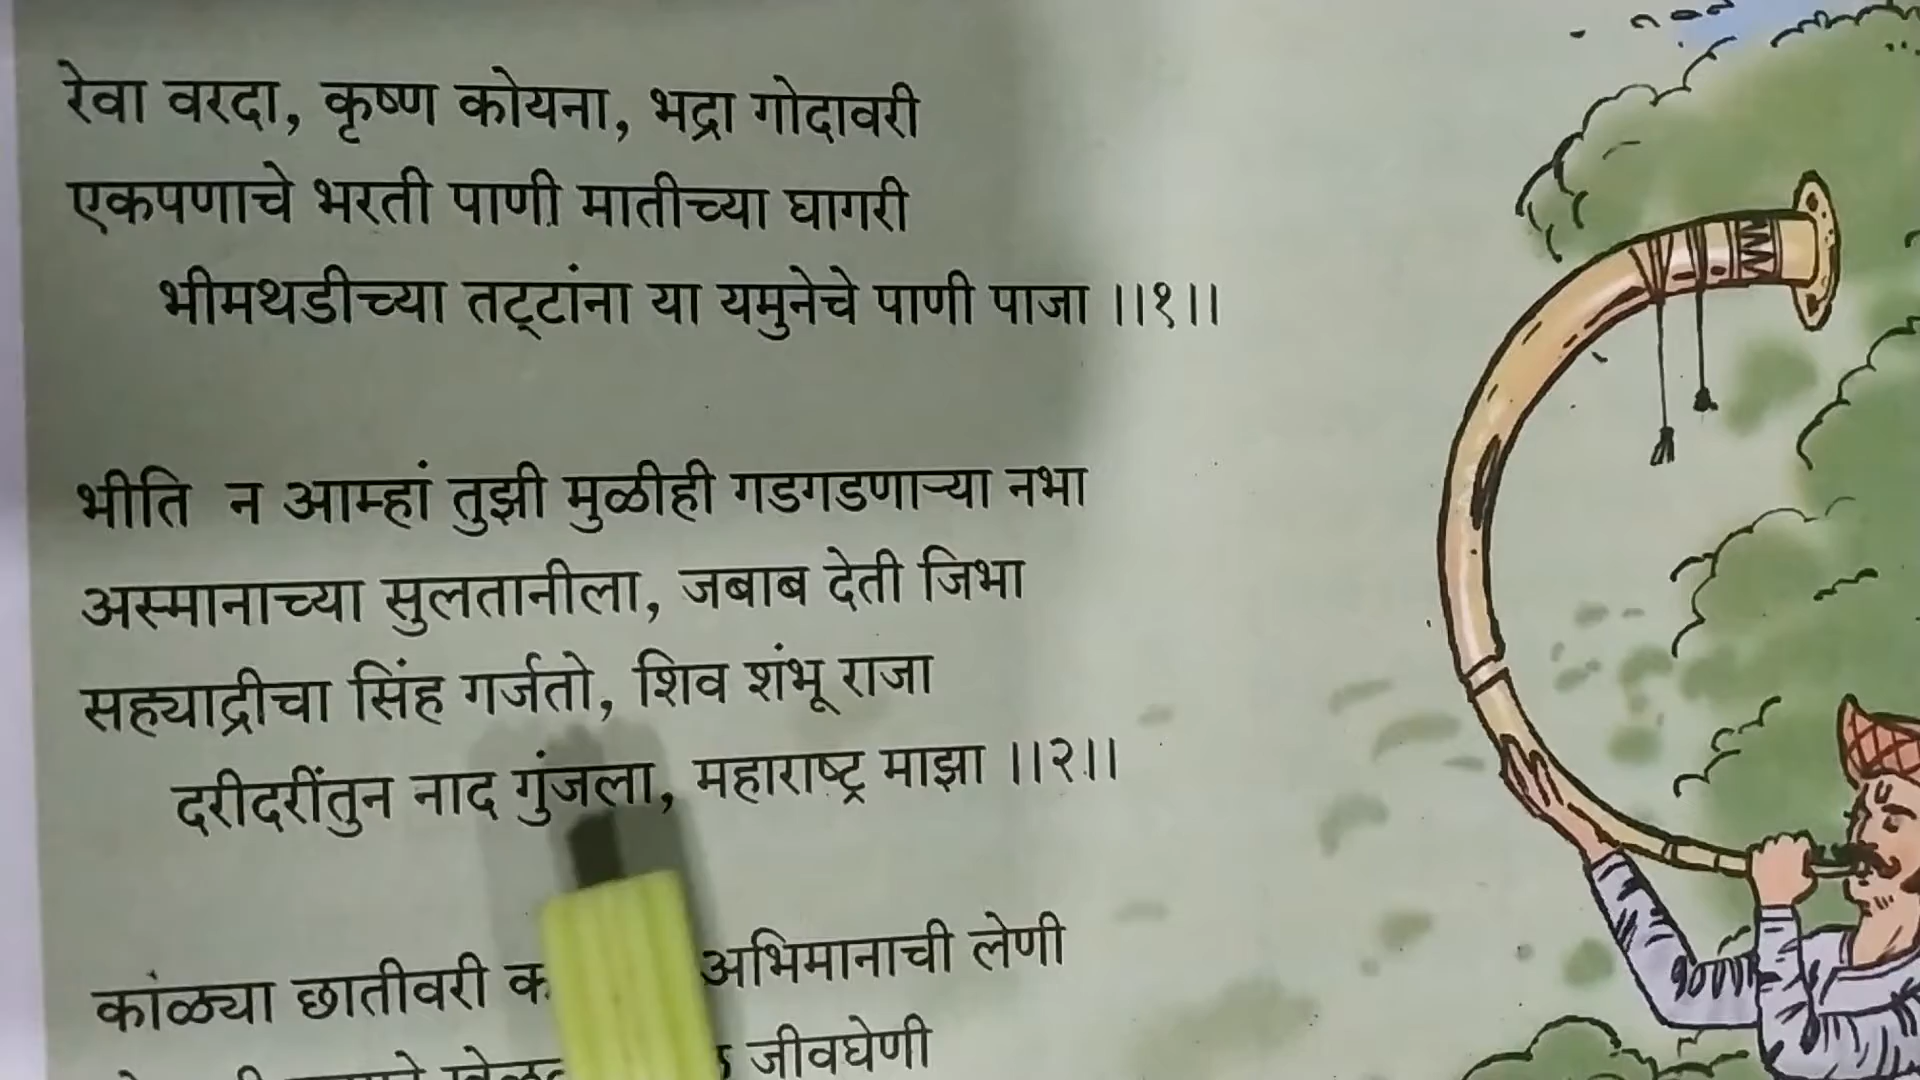 रेवा वरदा, कृष्ण कोयना, भद्रा गोदावरी
एकपणाचे भरती पाणी मातीच्या घागरी
भीमथडीच्या तट्‌टांना या यमुनेचे पाणी पाजा ।।१।।
भीति न आम्हां तुझी मुळीही गडगडणाऱ्या नभा
अस्मानाच्या सुलतानीला, जबाब देती जिभा
सह्याद्रीचा सिंह गर्जतो, शिव शंभू राजा
दरीदरींतुन नाद गुंजला, महाराष्ट्र माझा ।।२।।
काळ्या छातीवरी अभिमानाची लेणी
जीवघेणी